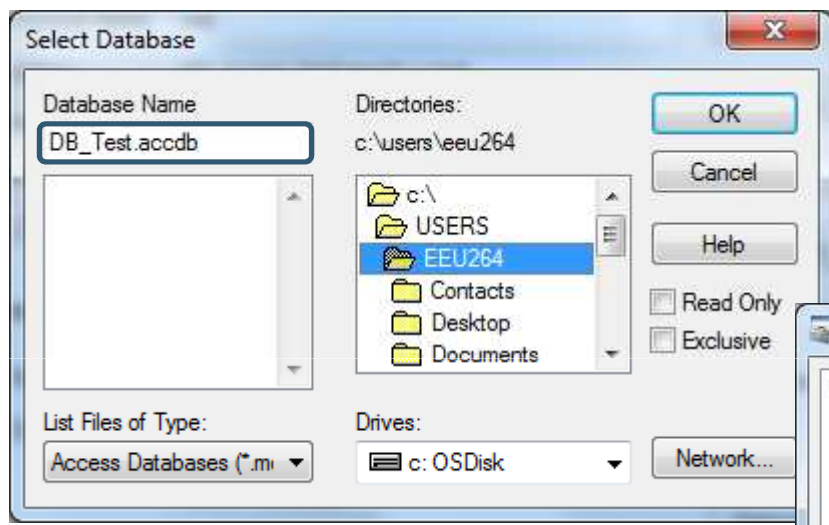 Select Database
Database Name
DB_Test.accdb
Directories:
c:\users\eeu264
c:\
USERS
EEU264
Contacts
Desktop
Documents
OK
Cancel
Help
Read Only
Exclusive
List Files of Type:
Access Databases (*.m
Drives:
c: OSDisk
Network...